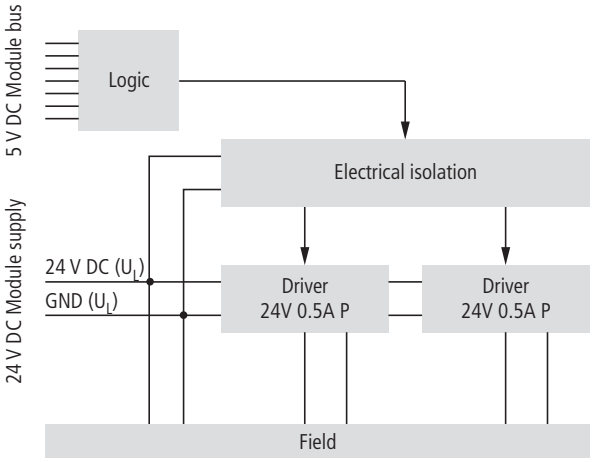 5 V DC Module bus
Logic
Electrical isolation
24 V DC Module supply
24 V DC (UL)
GND (UL)
Driver
24V 0.5A P
Driver
24V 0.5A P
Field